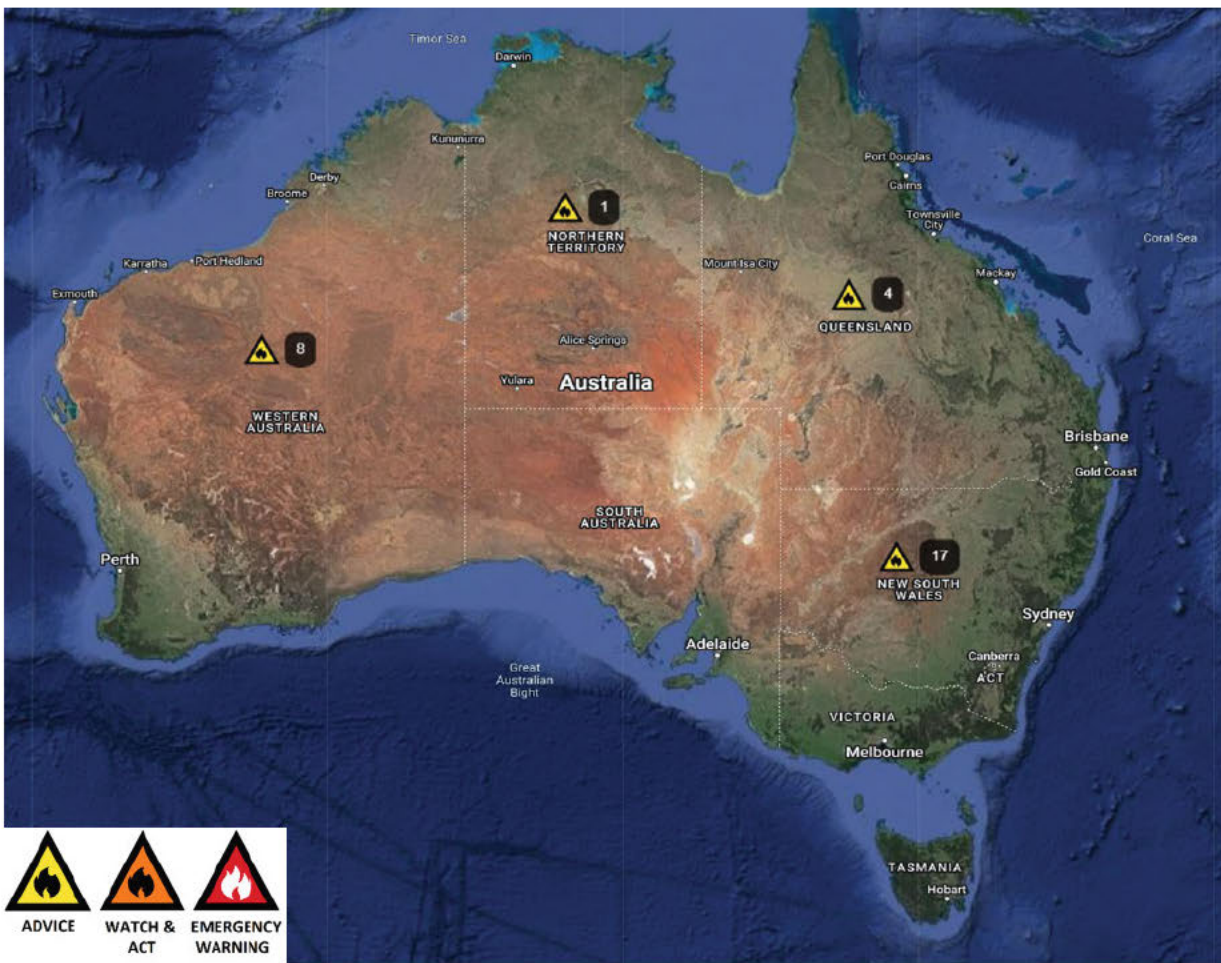 Timor Sea
Darwin
Kununurra
Derby
Broome
Port Douglas
Cairns
Townsville
City
Coral Sea
1
NORTHERN
TERRITORY
Karratha
Port Hedland
Mount Isa City
Mackay
Exmouth
4
QUEENSLAND
8
Alice Springs
Yulara
Australia
WESTERN
AUSTRALIA
Brisbane
Gold Coast
SOUTH
AUSTRALIA
Perth
17
NEW SOUTH
WALES
Sydney
Adelaide
Canberra
ACT
Great
Australian
Bight
VICTORIA
Melbourne
TASMANIA
Hobart
ADVICE
WATCH &
ACT
EMERGENCY
WARNING